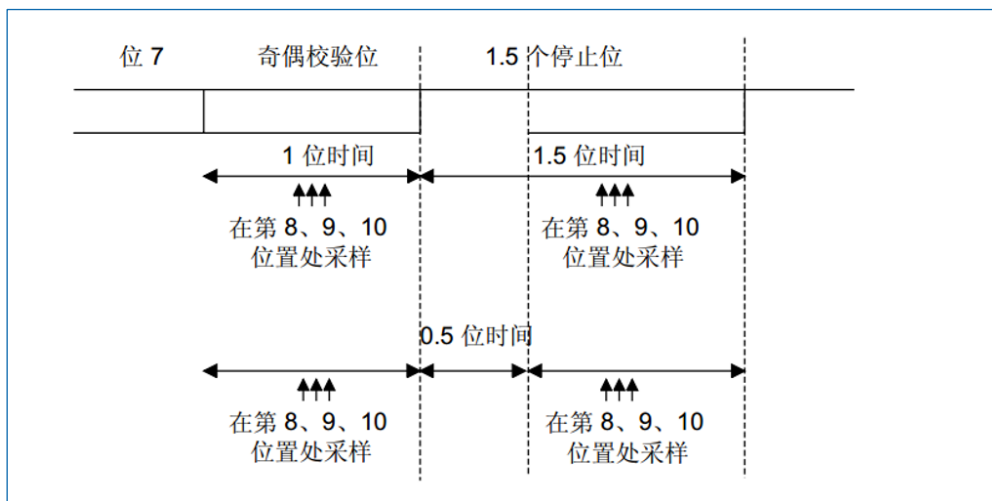 位 7 奇偶校验位 1.5 个停止位
1 位时间 1.5 位时间
在第 8、9、10 在第 8、9、10
位置处采样 位置处采样
0.5 位时间
在第 8、9、10 在第 8、9、10
位置处采样 位置处采样